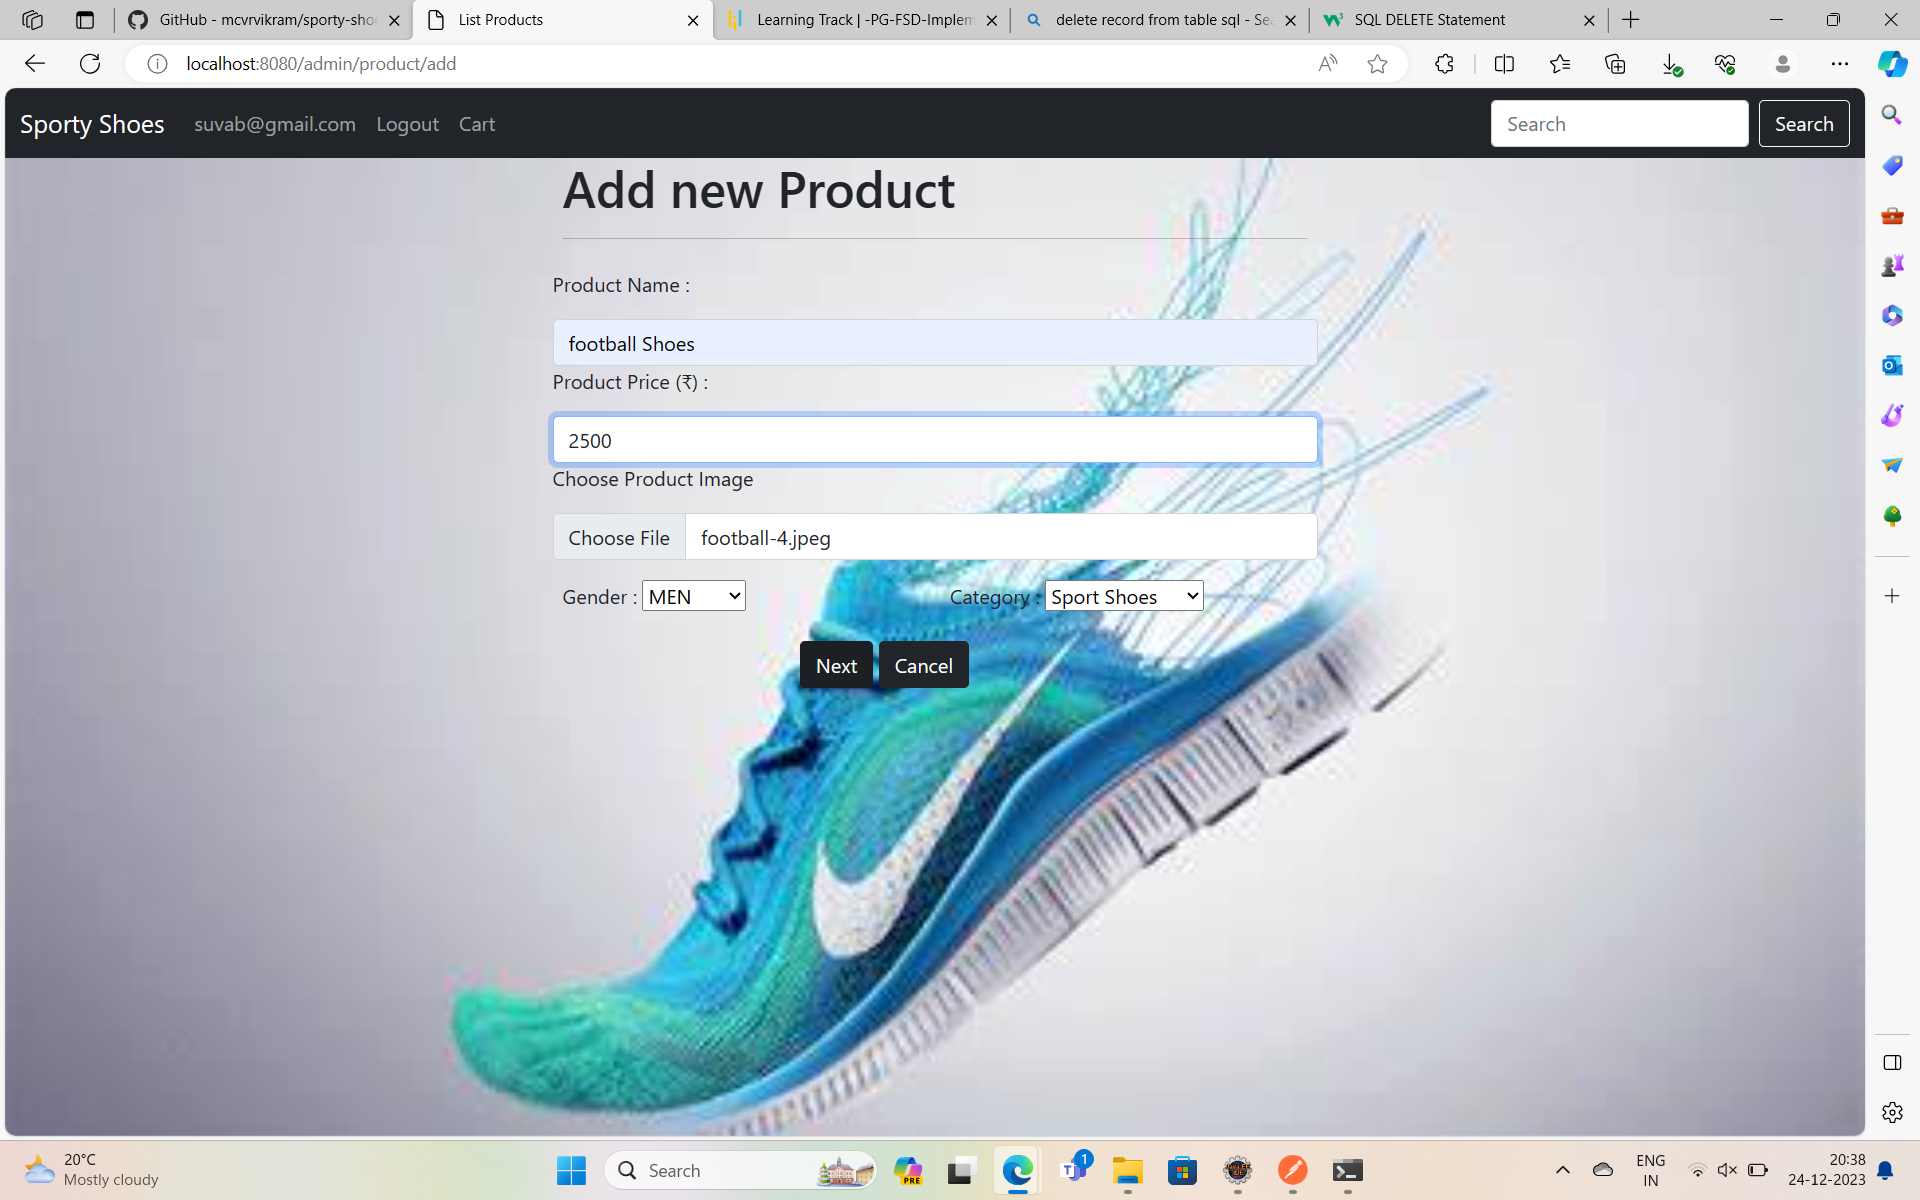 GitHub - mcvrvikram/sporty-sho
List Products
Learning Track | -PG-FSD-Implem
delete record from table sql - Sea
SQL DELETE Statement
localhost:8080/admin/product/add
Sporty Shoes suvab@gmail.com Logout Cart Search Search
Add new Product
Product Name :
football Shoes
Product Price (₹) :
2500
Choose Product Image
Choose File football-4.jpeg
Gender : MEN Category : Sport Shoes
Next Cancel
20°C
Mostly cloudy
Search
PRE
1
ENG
IN
20:38
24-12-2023